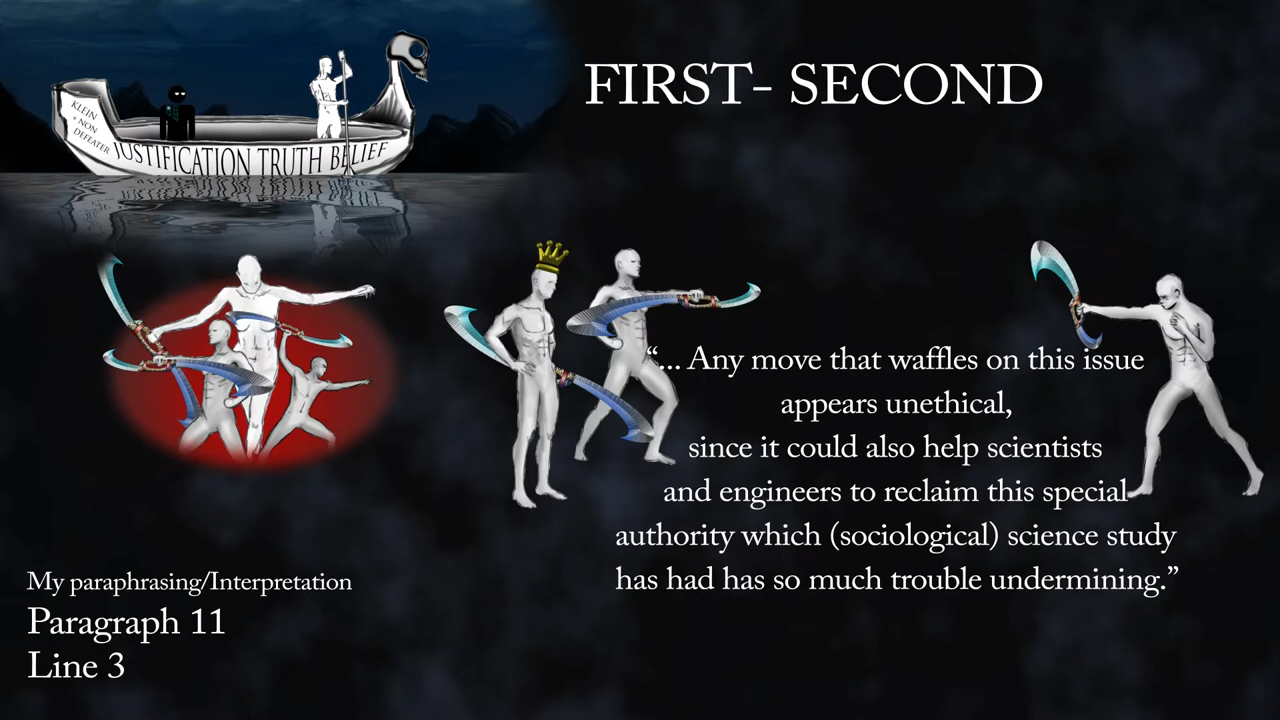 FIRST- SECOND
KLEIN
+ NON
DEFEATER
JUSTIFICATION TRUTH BELIEF
“... Any move that waffles on this issue
appears unethical,
since it could also help scientists
and engineers to reclaim this special
authority which (sociological) science study
has had has so much trouble undermining.”
My paraphrasing/Interpretation
Paragraph 11
Line 3